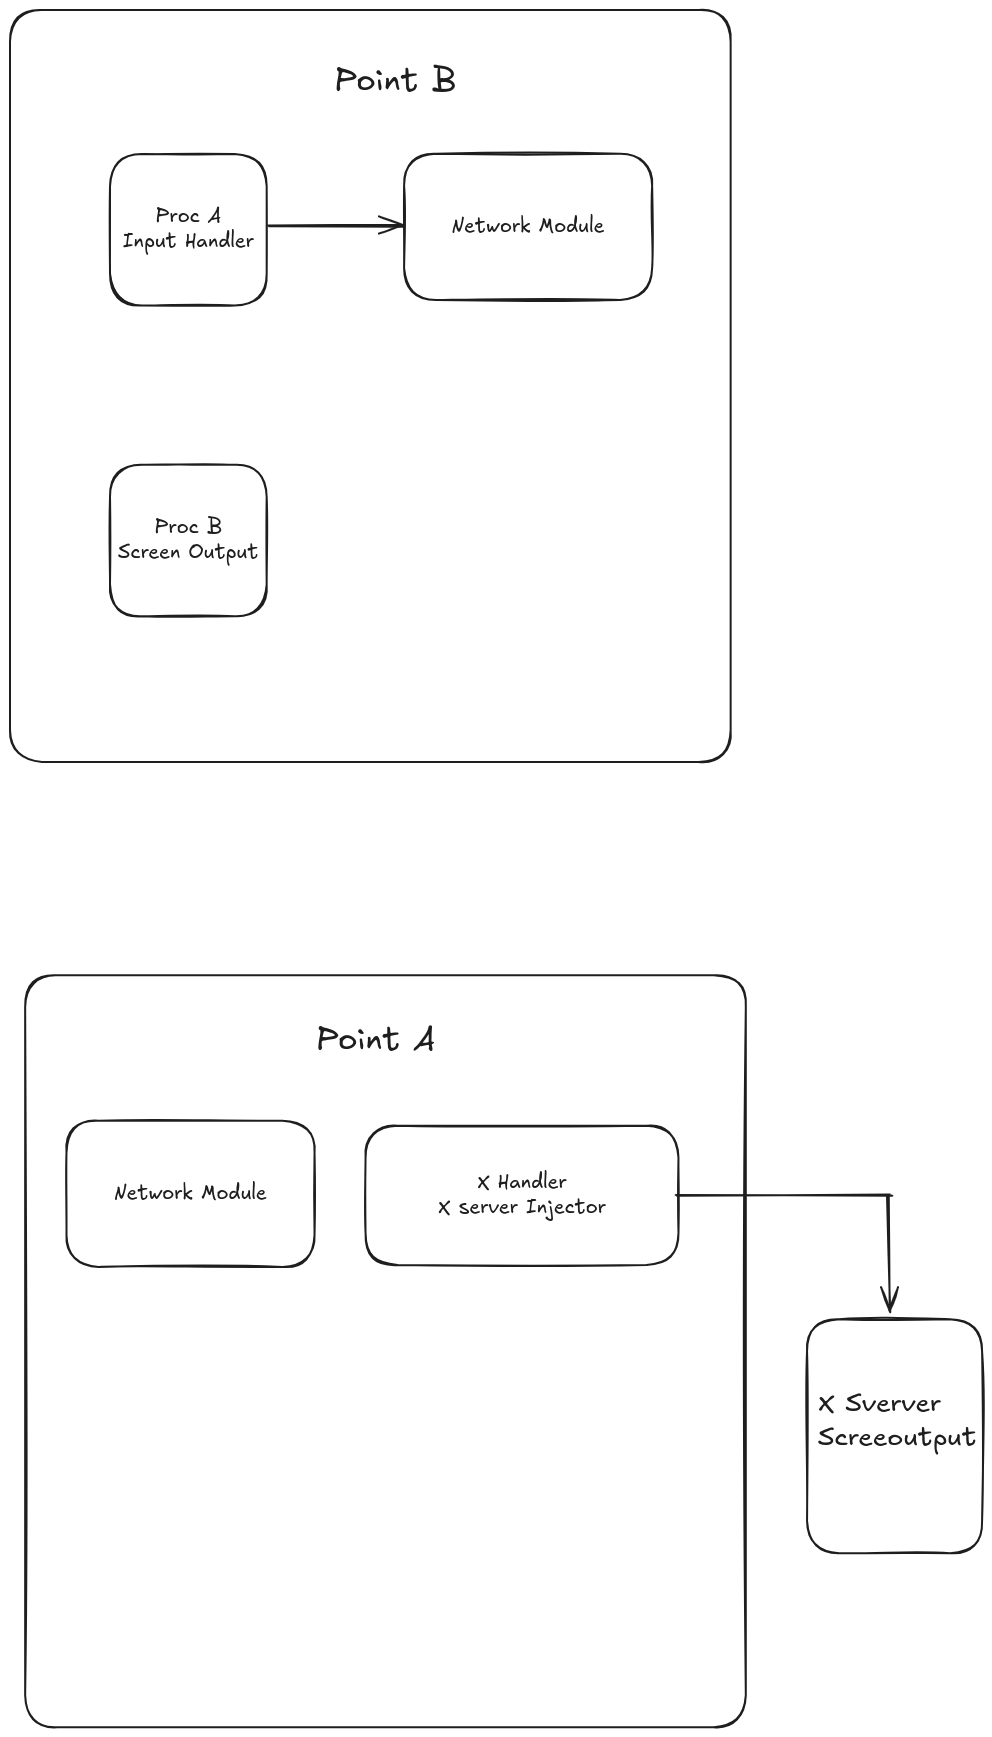 Point B
Proc A
Input Handler
Network Module
Proc B
Screen Output
Point A
Network Module
X Handler
X server Injector
X Sverver
Screeoutput